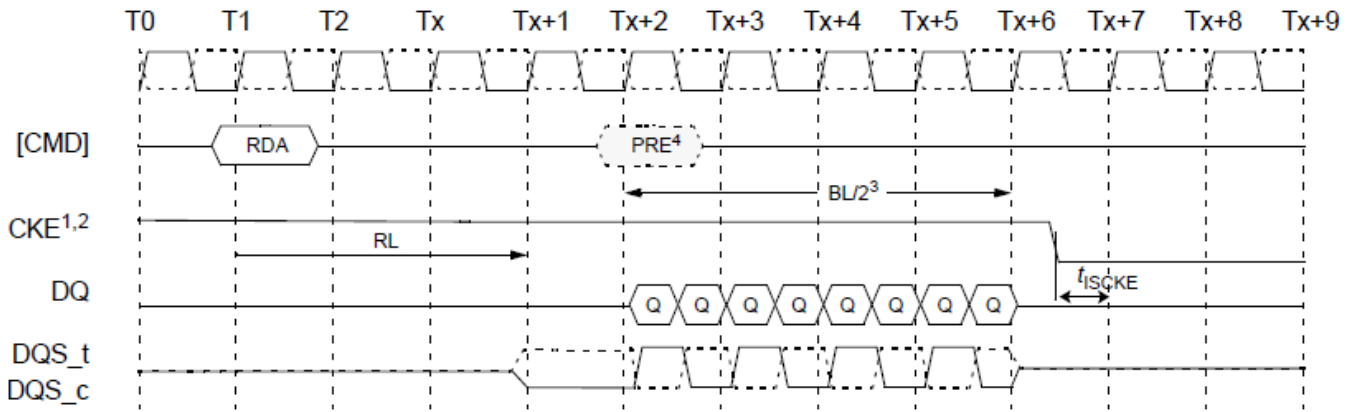 T0 T1 T2 Tx Tx+1 Tx+2 Tx+3 Tx+4 Tx+5 Tx+6 Tx+7 Tx+8 Tx+9
[CMD] RDA PRE⁴
BL/2³
CKE¹,²
RL
tISCKE
DQ Q Q Q Q Q Q Q Q
DQS_t
DQS_c